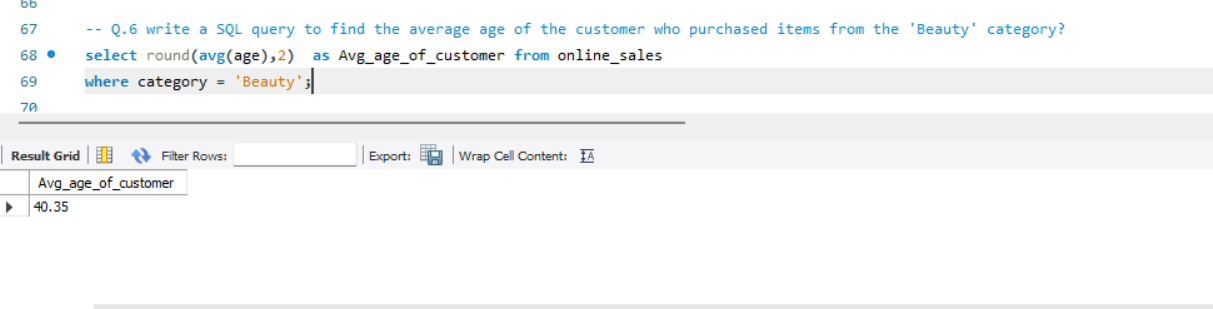 66
67 -- Q.6 write a SQL query to find the average age of the customer who purchased items from the 'Beauty' category?
68 select round(avg(age),2)  as Avg_age_of_customer from online_sales
69 where category = 'Beauty';
70
Result Grid Filter Rows: Export: Wrap Cell Content:
Avg_age_of_customer
40.35